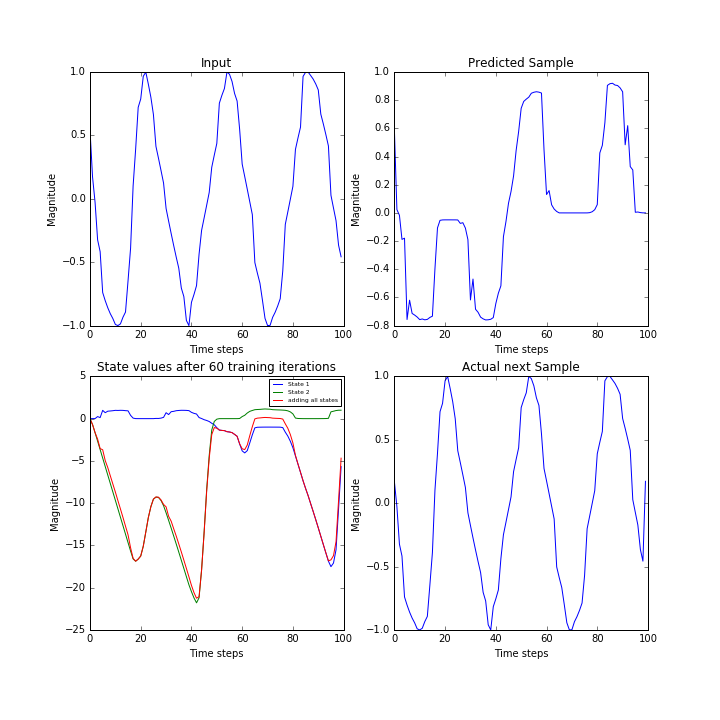 Input
1.0
0.5
0.0
−0.5
−1.0
Magnitude
0 20 40 60 80 100
Time steps
Predicted Sample
1.0
0.8
0.6
0.4
0.2
0.0
−0.2
−0.4
−0.6
−0.8
Magnitude
0 20 40 60 80 100
Time steps
State values after 60 training iterations
5
0
−5
−10
−15
−20
−25
Magnitude
State 1
State 2
adding all states
0 20 40 60 80 100
Time steps
Actual next Sample
1.0
0.5
0.0
−0.5
−1.0
Magnitude
0 20 40 60 80 100
Time steps